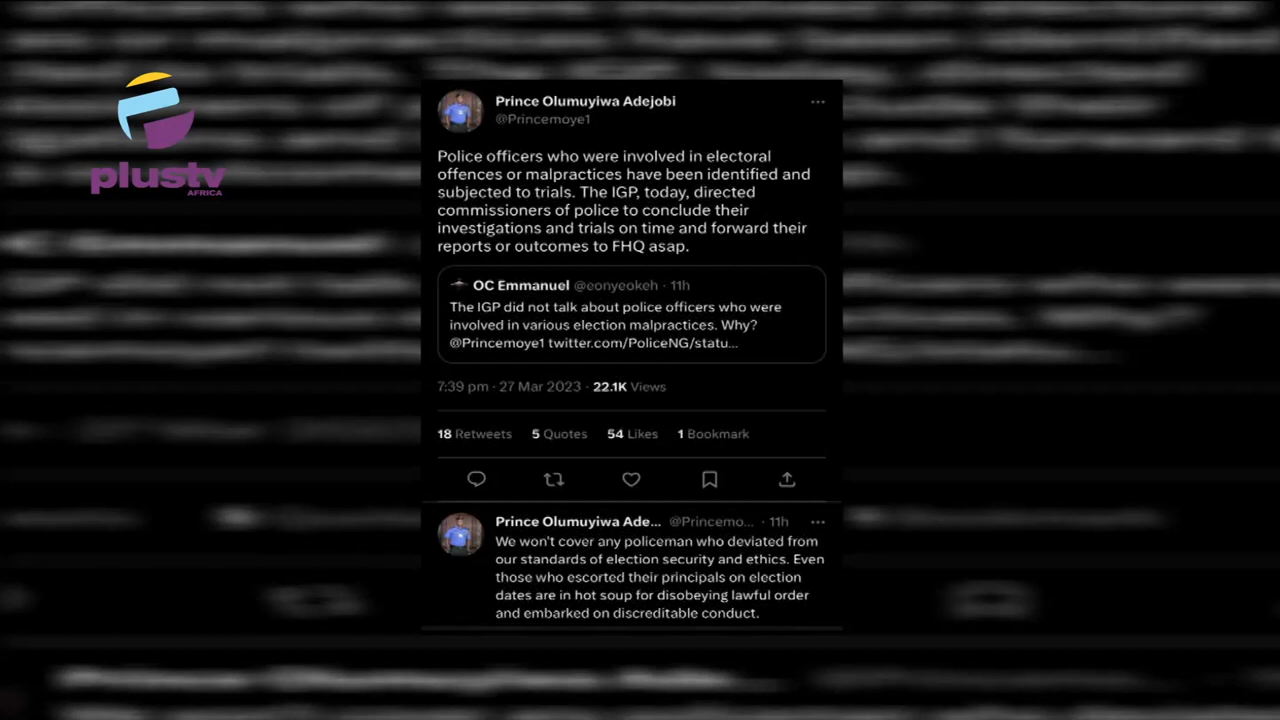 plustv
AFRICA
Prince Olumuyiwa Adejobi
@Princemoye1
Police officers who were involved in electoral
offences or malpractices have been identified and
subjected to trials. The IGP, today, directed
commissioners of police to conclude their
investigations and trials on time and forward their
reports or outcomes to FHQ asap.
OC Emmanuel @eonyeokeh · 11h
The IGP did not talk about police officers who were
involved in various election malpractices. Why?
@Princemoye1 twitter.com/PoliceNG/statu...
7:39 pm · 27 Mar 2023 · 22.1K Views
18 Retweets 5 Quotes 54 Likes 1 Bookmark
Prince Olumuyiwa Ade... @Princemo... · 11h
We won't cover any policeman who deviated from
our standards of election security and ethics. Even
those who escorted their principals on election
dates are in hot soup for disobeying lawful order
and embarked on discreditable conduct.